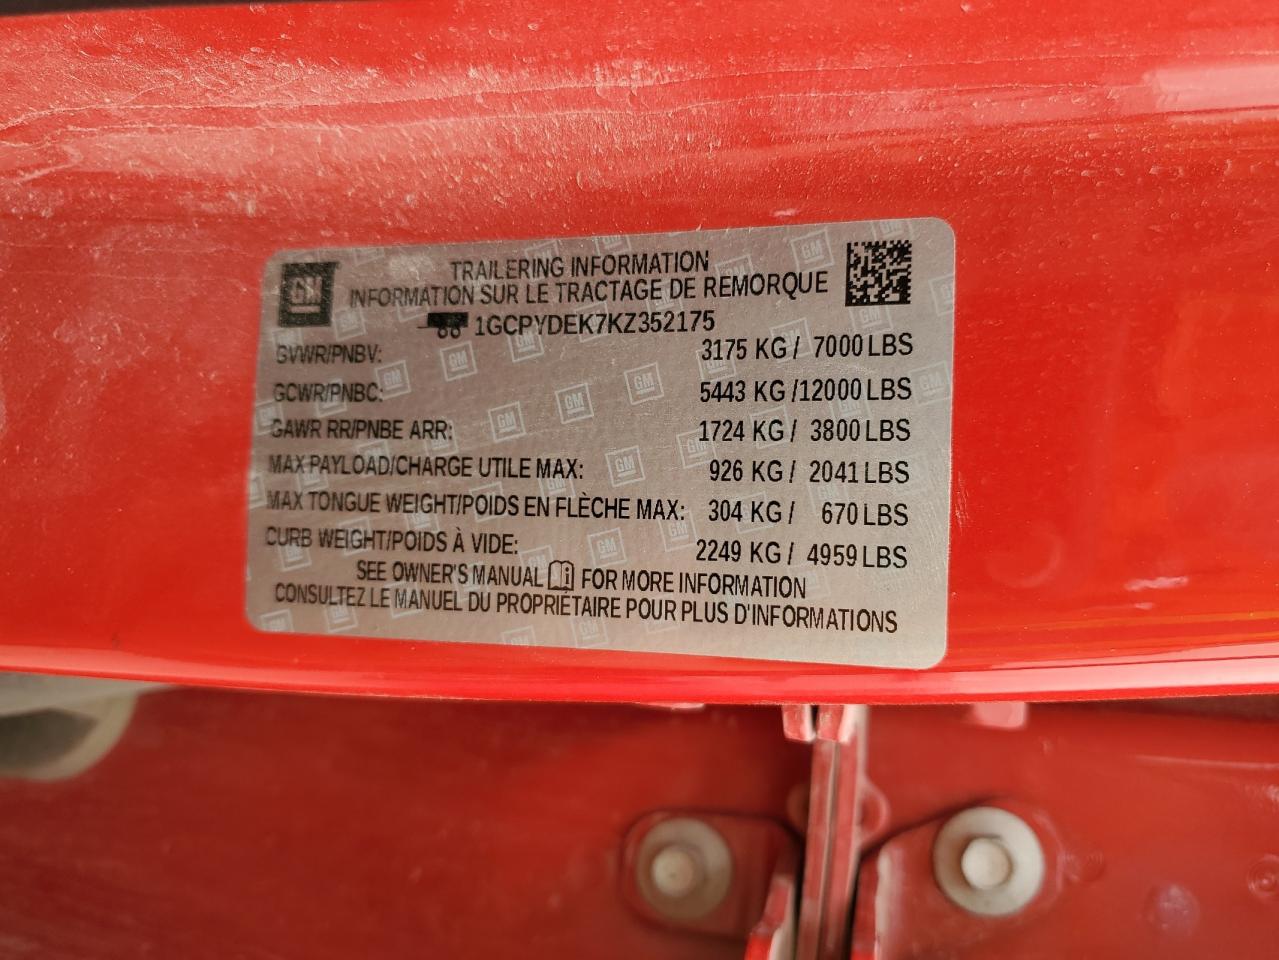 GM
TRAILERING INFORMATION
INFORMATION SUR LE TRACTAGE DE REMORQUE
1GCPYDEK7KZ352175
GVWR/PNBV: 3175 KG / 7000 LBS
GCWR/PNBC: 5443 KG /12000 LBS
GAWR RR/PNBE ARR: 1724 KG / 3800 LBS
MAX PAYLOAD/CHARGE UTILE MAX: 926 KG / 2041 LBS
MAX TONGUE WEIGHT/POIDS EN FLÈCHE MAX: 304 KG / 670 LBS
CURB WEIGHT/POIDS À VIDE: 2249 KG / 4959 LBS
SEE OWNER'S MANUAL FOR MORE INFORMATION
CONSULTEZ LE MANUEL DU PROPRIÉTAIRE POUR PLUS D'INFORMATIONS